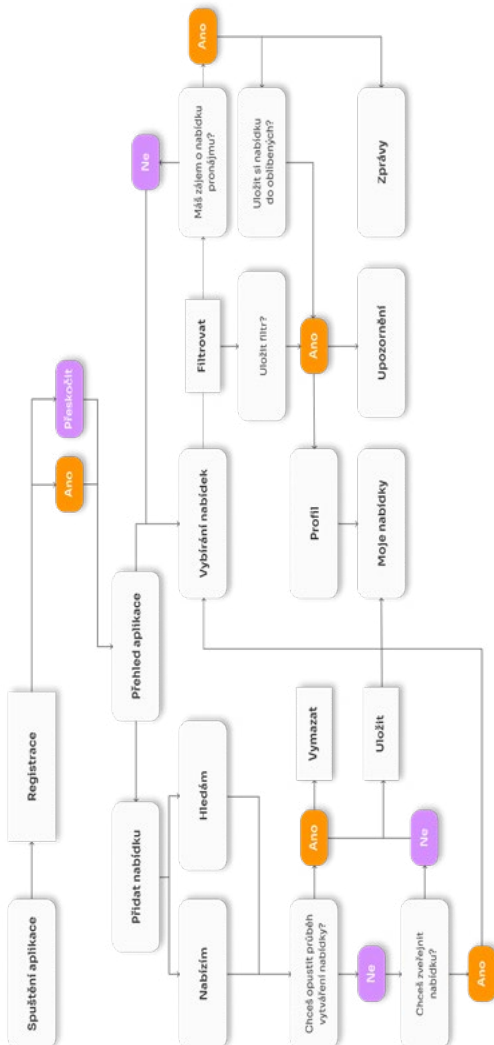 Spuštění aplikace
Registrace
Ano
Přeskočit
Přidat nabídku
Přehled aplikace
Ne
Ano
Nabízím
Hledám
Vybírání nabídek
Filtrovat
Máš zájem o nabídku
pronájmu?
Uložit filtr?
Uložit si nabídku
do oblíbených?
Chceš opustit průběh
vytváření nabídky?
Ano
Vymazat
Profil
Ano
Ne
Uložit
Moje nabídky
Upozornění
Zprávy
Chceš zveřejnit
nabídku?
Ne
Ano